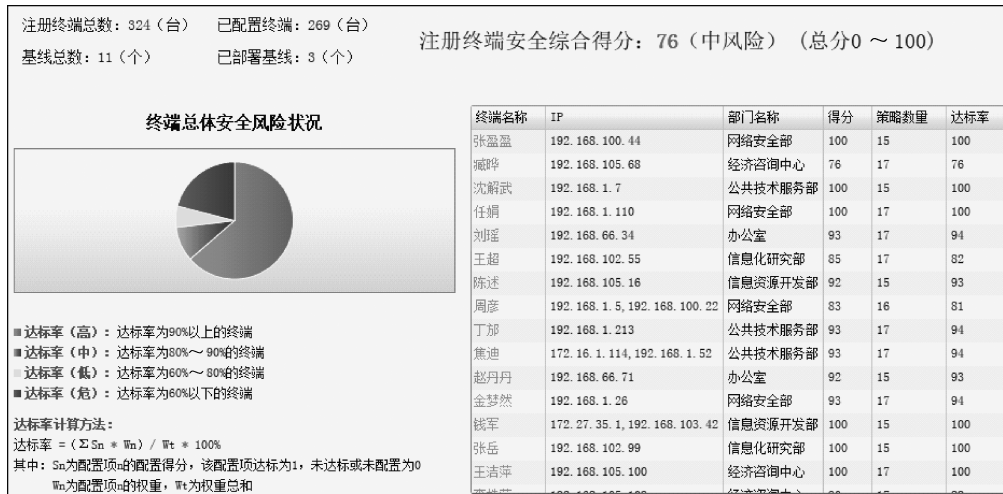 注册终端总数: 324（台） 已配置终端: 269（台）
基线总数: 11（个） 已部署基线: 3（个）
注册终端安全综合得分: 76（中风险） （总分0 ～ 100）
终端总体安全风险状况
■达标率（高）: 达标率为90%以上的终端
■达标率（中）: 达标率为80%～90%的终端
达标率（低）: 达标率为60%～80%的终端
■达标率（危）: 达标率为60%以下的终端
达标率计算方法:
达标率 =（ΣSn * Wn）/ Wt * 100%
其中: Sn为配置项n的配置得分, 该配置项达标为1, 未达标或未配置为0
Wn为配置项n的权重, Wt为权重总和
终端名称 IP 部门名称 得分 策略数量 达标率
张盈盈 192.168.100.44 网络安全部 100 15 100
臧晔 192.168.105.68 经济咨询中心 76 17 76
沈解武 192.168.1.7 公共技术服务部 100 15 100
任娟 192.168.1.110 网络安全部 100 17 100
刘瑶 192.168.66.34 办公室 93 17 94
王超 192.168.102.55 信息化研究部 85 17 82
陈述 192.168.105.16 信息资源开发部 92 15 93
周彦 192.168.1.5,192.168.100.22 网络安全部 83 16 81
丁邡 192.168.1.213 公共技术服务部 93 17 94
焦迪 172.16.1.114,192.168.1.52 公共技术服务部 93 17 94
赵丹丹 192.168.66.71 办公室 92 15 93
金梦然 192.168.1.26 网络安全部 93 17 94
钱军 172.27.35.1,192.168.103.42 信息资源开发部 100 15 100
张岳 192.168.102.99 信息化研究部 100 15 100
王洁萍 192.168.105.100 经济咨询中心 100 17 100